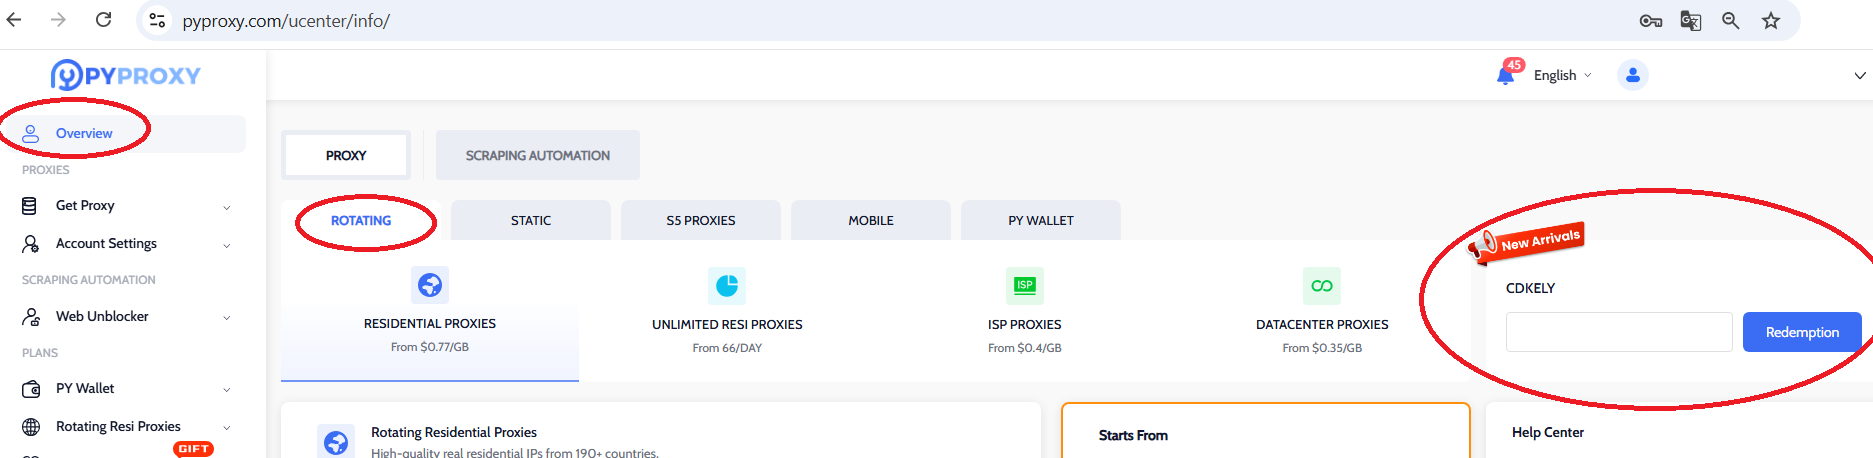 pyproxy.com/ucenter/info/
PYPROXY
45
English
Overview
PROXIES
Get Proxy
Account Settings
SCRAPING AUTOMATION
Web Unblocker
PLANS
PY Wallet
Rotating Resi Proxies
GIFT
PROXY
SCRAPING AUTOMATION
ROTATING
STATIC
S5 PROXIES
MOBILE
PY WALLET
RESIDENTIAL PROXIES
From $0.77/GB
UNLIMITED RESI PROXIES
From 66/DAY
ISP
ISP PROXIES
From $0.4/GB
DATACENTER PROXIES
From $0.35/GB
New Arrivals
CDKELY
Redemption
Rotating Residential Proxies
High-quality real residential IPs from 190+ countries.
Starts From
Help Center